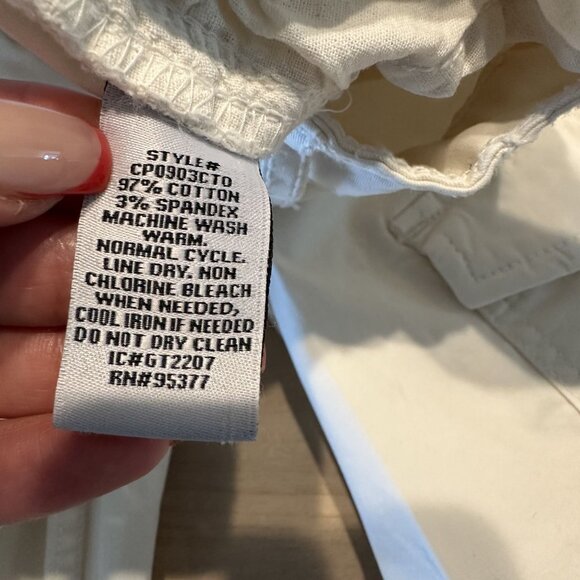 STYLE#
CP0903CTO
97% COTTON
3% SPANDEX
MACHINE WASH
WARM.
NORMAL CYCLE.
LINE DRY. NON
CHLORINE BLEACH
WHEN NEEDED,
COOL IRON IF NEEDED
DO NOT DRY CLEAN
IC#GT2207
RN#95377